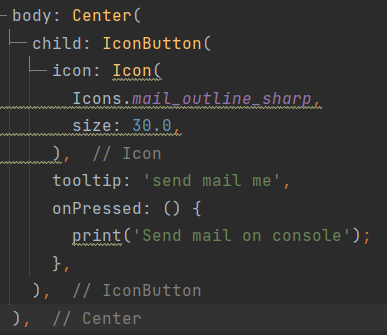 body: Center(
child: IconButton(
icon: Icon(
Icons.mail_outline_sharp,
size: 30.0,
), // Icon
tooltip: 'send mail me',
onPressed: () {
print('Send mail on console');
},
), // IconButton
), // Center